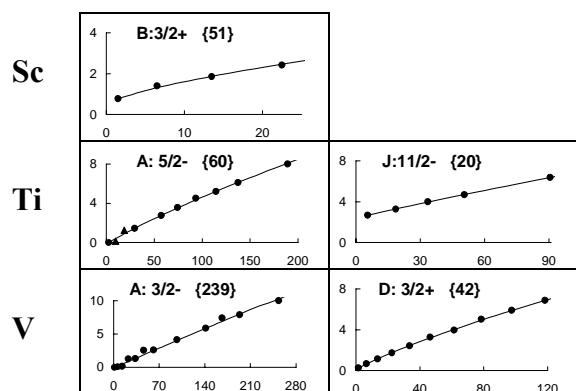 B:3/2+ {51}
4
2
0
0 10 20
Sc
A: 5/2- {60}
8
4
0
0 50 100 150 200
Ti
J:11/2- {20}
8
4
0
0 30 60 90
A: 3/2- {239}
10
5
0
0 70 140 210 280
V
D: 3/2+ {42}
8
4
0
0 40 80 120